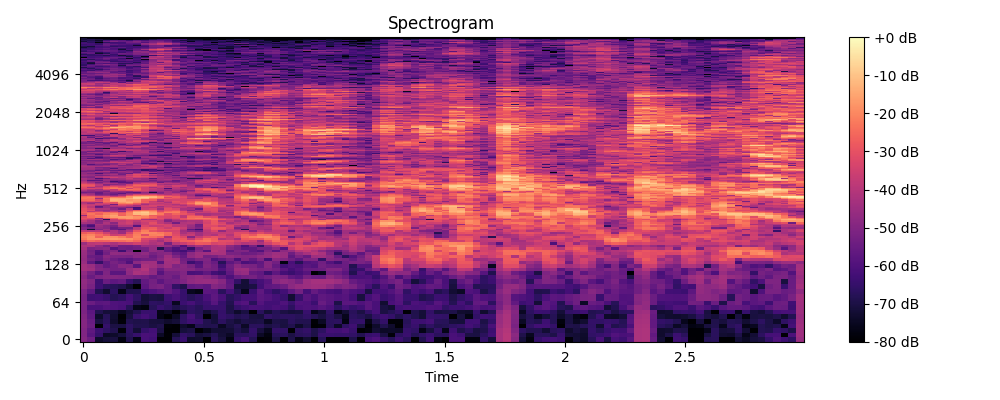 Spectrogram
Hz
4096
2048
1024
512
256
128
64
0
0
0.5
1
1.5
2
2.5
Time
+0 dB
-10 dB
-20 dB
-30 dB
-40 dB
-50 dB
-60 dB
-70 dB
-80 dB